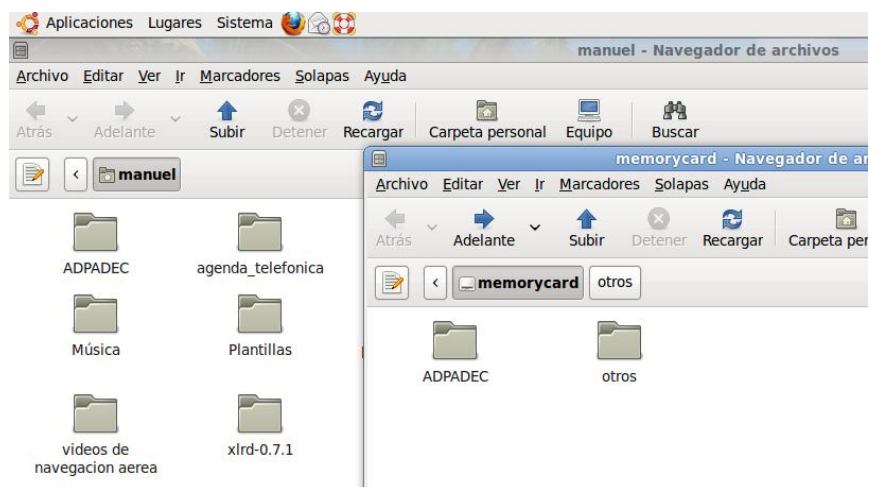 Aplicaciones Lugares Sistema
manuel - Navegador de archivos
Archivo Editar Ver Ir Marcadores Solapas Ayuda
Atrás Adelante Subir Detener Recargar Carpeta personal Equipo Buscar
manuel
ADPADEC agenda_telefonica
Música Plantillas
videos de navegacion aerea xlrd-0.7.1
memorycard - Navegador de ar
Archivo Editar Ver Ir Marcadores Solapas Ayuda
Atrás Adelante Subir Detener Recargar Carpeta per
memorycard otros
ADPADEC otros